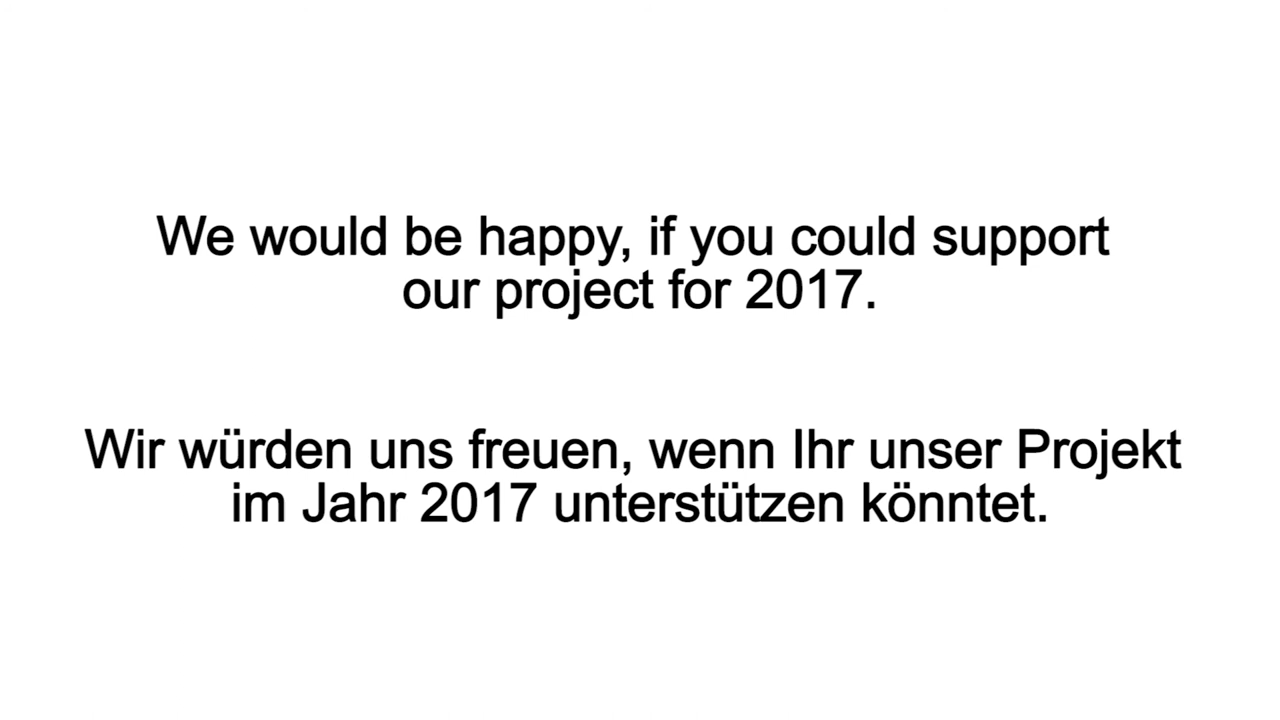 We would be happy, if you could support
our project for 2017.
Wir würden uns freuen, wenn Ihr unser Projekt
im Jahr 2017 unterstützen könntet.